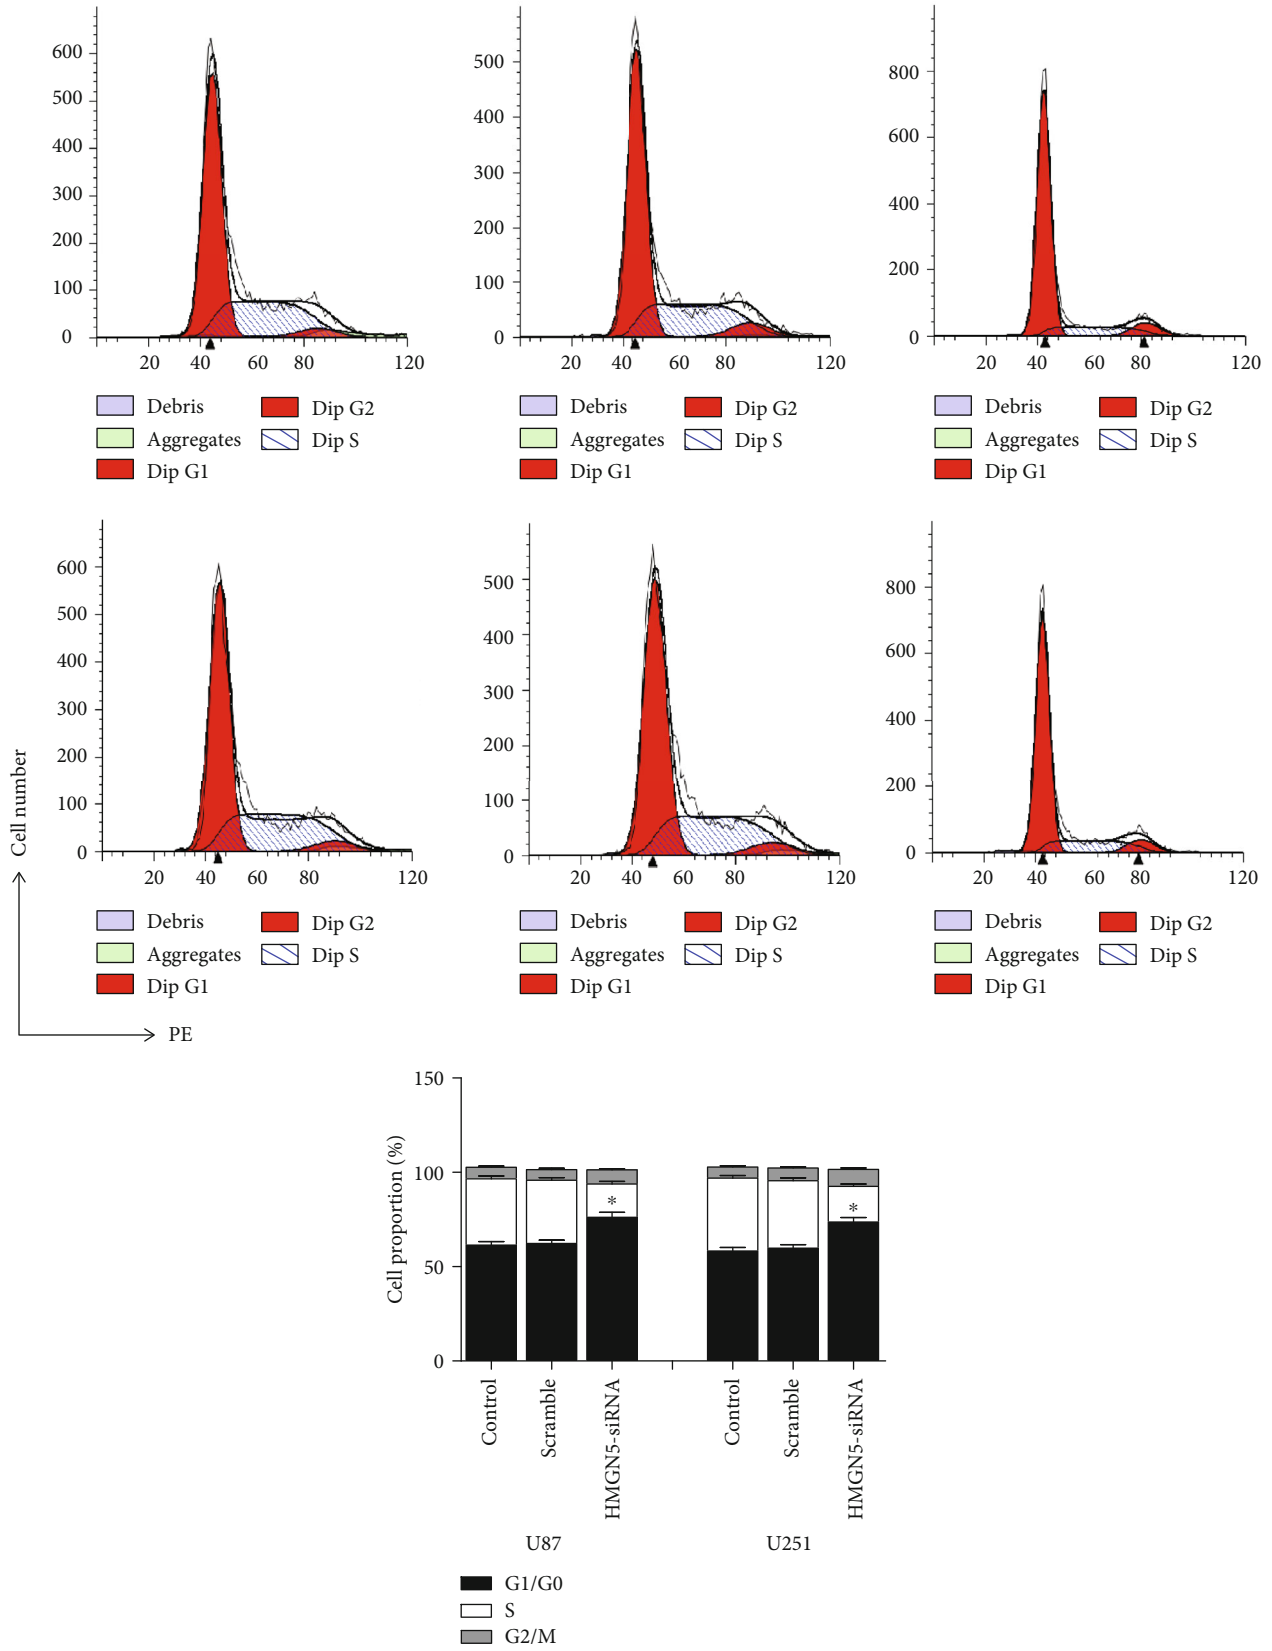 600
500
400
300
200
100
0
20 40 60 80 100 120
Debris Dip G2
Aggregates Dip S
Dip G1
500
400
300
200
100
0
20 40 60 80 100 120
Debris Dip G2
Aggregates Dip S
Dip G1
800
600
400
200
0
20 40 60 80 100 120
Debris Dip G2
Aggregates Dip S
Dip G1
Cell number
600
500
400
300
200
100
0
20 40 60 80 100 120
Debris Dip G2
Aggregates Dip S
Dip G1
PE
500
400
300
200
100
0
20 40 60 80 100 120
Debris Dip G2
Aggregates Dip S
Dip G1
800
600
400
200
0
20 40 60 80 100 120
Debris Dip G2
Aggregates Dip S
Dip G1
Cell proportion (%)
150
100
50
0
* *
Control
Scramble
HMGN5-siRNA
Control
Scramble
HMGN5-siRNA
U87 U251
G1/G0
S
G2/M